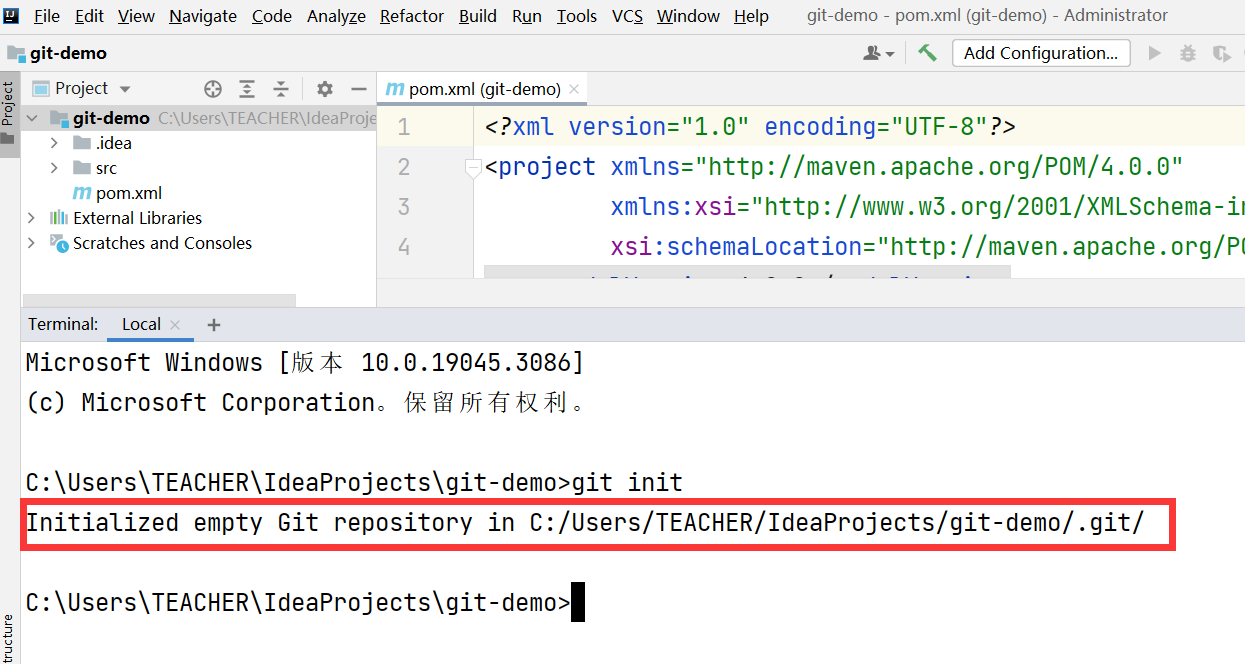 File Edit View Navigate Code Analyze Refactor Build Run Tools VCS Window Help git-demo - pom.xml (git-demo) - Administrator
git-demo
Add Configuration...
Project
Project
pom.xml (git-demo)
git-demo C:\Users\TEACHER\IdeaProje
.idea
src
pom.xml
External Libraries
Scratches and Consoles
1 <?xml version="1.0" encoding="UTF-8"?>
2 <project xmlns="http://maven.apache.org/POM/4.0.0"
3 xmlns:xsi="http://www.w3.org/2001/XMLSchema-in
4 xsi:schemaLocation="http://maven.apache.org/PO
Terminal: Local
Microsoft Windows [版本 10.0.19045.3086]
(c) Microsoft Corporation。保留所有权利。
C:\Users\TEACHER\IdeaProjects\git-demo>git init
Initialized empty Git repository in C:/Users/TEACHER/IdeaProjects/git-demo/.git/
C:\Users\TEACHER\IdeaProjects\git-demo>
ructure